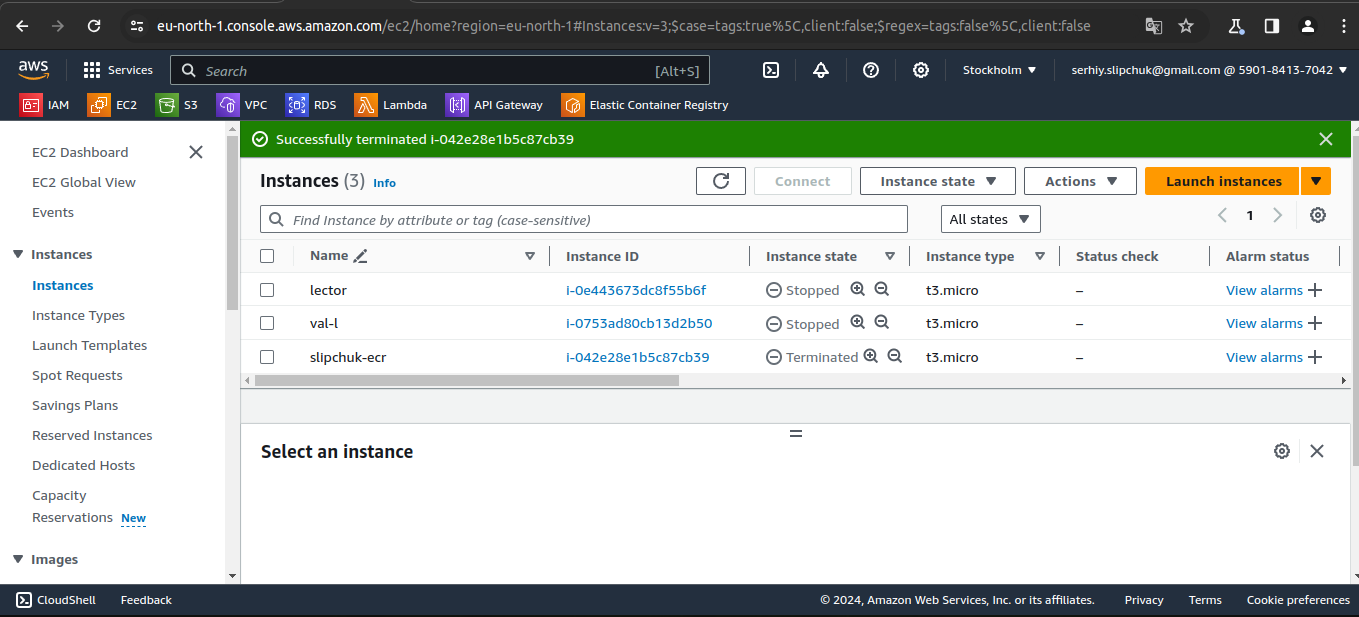 eu-north-1.console.aws.amazon.com/ec2/home?region=eu-north-1#Instances:v=3;$case=tags:true%5C,client:false;$regex=tags:false%5C,client:false
aws Services Search [Alt+S] Stockholm serhiy.slipchuk@gmail.com @ 5901-8413-7042
IAM EC2 S3 VPC RDS Lambda API Gateway Elastic Container Registry
EC2 Dashboard
EC2 Global View
Events
Instances
Instances
Instance Types
Launch Templates
Spot Requests
Savings Plans
Reserved Instances
Dedicated Hosts
Capacity
Reservations New
Images
Successfully terminated i-042e28e1b5c87cb39
Instances (3) Info Connect Instance state Actions Launch instances
Find Instance by attribute or tag (case-sensitive) All states 1
Name Instance ID Instance state Instance type Status check Alarm status
lector i-0e443673dc8f55b6f Stopped t3.micro – View alarms
val-l i-0753ad80cb13d2b50 Stopped t3.micro – View alarms
slipchuk-ecr i-042e28e1b5c87cb39 Terminated t3.micro – View alarms
Select an instance
CloudShell Feedback © 2024, Amazon Web Services, Inc. or its affiliates. Privacy Terms Cookie preferences